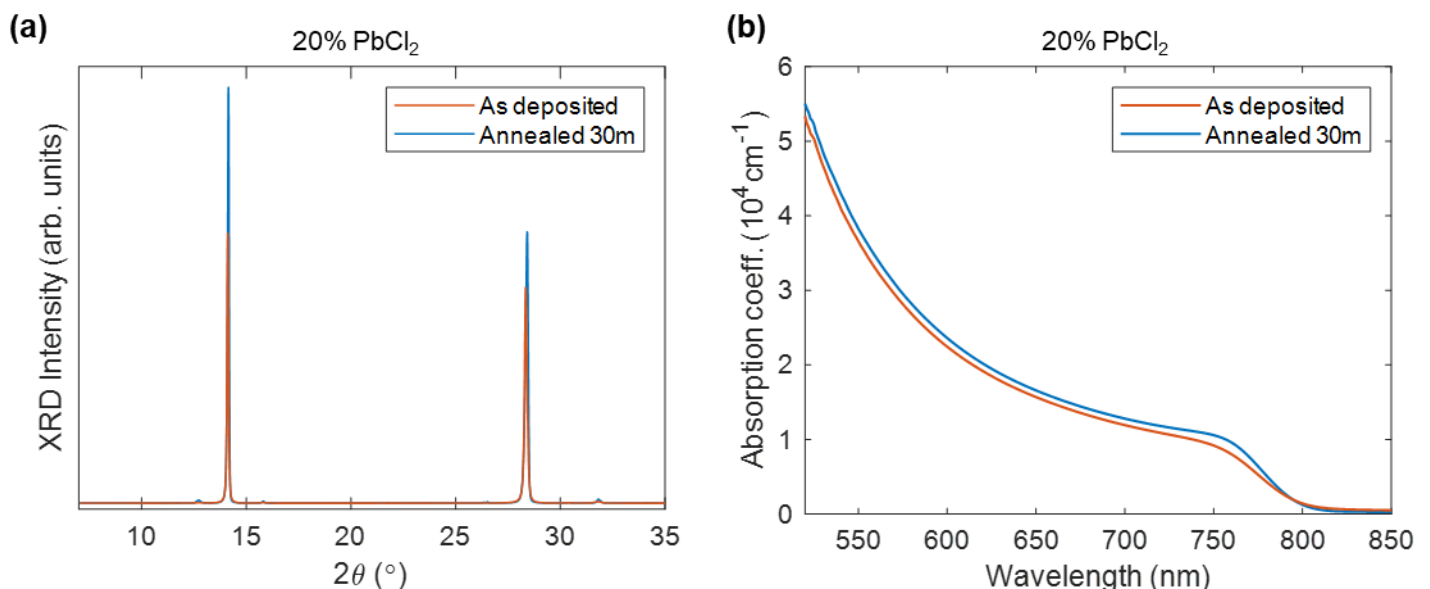 (a)
20% PbCl₂
As deposited
Annealed 30m
XRD Intensity (arb. units)
10
15
20
25
30
35
2θ (°)
(b)
20% PbCl₂
As deposited
Annealed 30m
Absorption coeff. (10⁴ cm⁻¹)
6
5
4
3
2
1
0
550
600
650
700
750
800
850
Wavelength (nm)